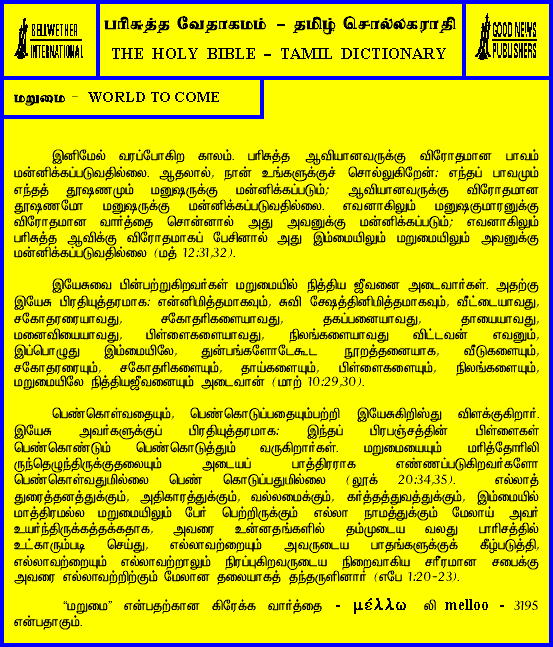 BELLWETHER
INTERNATIONAL
பரிசுத்த வேதாகமம் – தமிழ் சொல்லகராதி
THE HOLY BIBLE – TAMIL DICTIONARY
GOOD NEWS
PUBLISHERS
மறுமை – WORLD TO COME
இனிமேல் வரப்போகிற காலம். பரிசுத்த ஆவியானவருக்கு விரோதமான பாவம்
மன்னிக்கப்படுவதில்லை. ஆதலால், நான் உங்களுக்குச் சொல்லுகிறேன்: எந்தப் பாவமும்
எந்தத் தூஷணமும் மனுஷருக்கு மன்னிக்கப்படும்; ஆவியானவருக்கு விரோதமான
தூஷணமோ மனுஷருக்கு மன்னிக்கப்படுவதில்லை. எவனாகிலும் மனுஷகுமாரனுக்கு
விரோதமான வார்த்தை சொன்னால் அது அவனுக்கு மன்னிக்கப்படும்; எவனாகிலும்
பரிசுத்த ஆவிக்கு விரோதமாகப் பேசினால் அது இம்மையிலும் மறுமையிலும் அவனுக்கு
மன்னிக்கப்படுவதில்லை (மத் 12:31,32).
இயேசுவை பின்பற்றுகிறவர்கள் மறுமையில் நித்திய ஜீவனை அடைவார்கள். அதற்கு
இயேசு பிரதியுத்தரமாக: என்னிமித்தமாகவும், சுவி சேஷத்தினிமித்தமாகவும், வீட்டையாவது,
சகோதரரையாவது, சகோதரிகளையாவது, தகப்பனையாவது, தாயையாவது,
மனைவியையாவது, பிள்ளைகளையாவது, நிலங்களையாவது விட்டவன் எவனும்,
இப்பொழுது இம்மையிலே, துன்பங்களோடேகூட நூறத்தனையாக, வீடுகளையும்,
சகோதரரையும், சகோதரிகளையும், தாய்களையும், பிள்ளைகளையும், நிலங்களையும்,
மறுமையிலே நித்தியஜீவனையும் அடைவான் (மாற் 10:29,30).
பெண்கொள்வதையும், பெண்கொடுப்பதையும்பற்றி இயேசுகிறிஸ்து விளக்குகிறார்.
இயேசு அவர்களுக்குப் பிரதியுத்தரமாக: இந்தப் பிரபஞ்சத்தின் பிள்ளைகள்
பெண்கொண்டும் பெண்கொடுத்தும் வருகிறார்கள். மறுமையையும் மரித்தோரிலி
ருந்தெழுந்திருக்குதலையும் அடையப் பாத்திரராக எண்ணப்படுகிறவர்களோ
பெண்கொள்வதுமில்லை பெண் கொடுப்பதுமில்லை (லூக் 20:34,35). எல்லாத்
துரைத்தனத்துக்கும், அதிகாரத்துக்கும், வல்லமைக்கும், கர்த்தத்துவத்துக்கும், இம்மையில்
மாத்திரமல்ல மறுமையிலும் பேர் பெற்றிருக்கும் எல்லா நாமத்துக்கும் மேலாய் அவர்
உயர்ந்திருக்கத்தக்கதாக, அவரை உன்னதங்களில் தம்முடைய வலது பாரிசத்தில்
உட்காரும்படி செய்து, எல்லாவற்றையும் அவருடைய பாதங்களுக்குக் கீழ்படுத்தி,
எல்லாவற்றையும் எல்லாவற்றாலும் நிரப்புகிறவருடைய நிறைவாகிய சரீரமான சபைக்கு
அவரை எல்லாவற்றிற்கும் மேலான தலையாகத் தந்தருளினார் (எபே 1:20-23).
“மறுமை” என்பதற்கான கிரேக்க வார்த்தை - μέλλω லி melloo - 3195
என்பதாகும்.